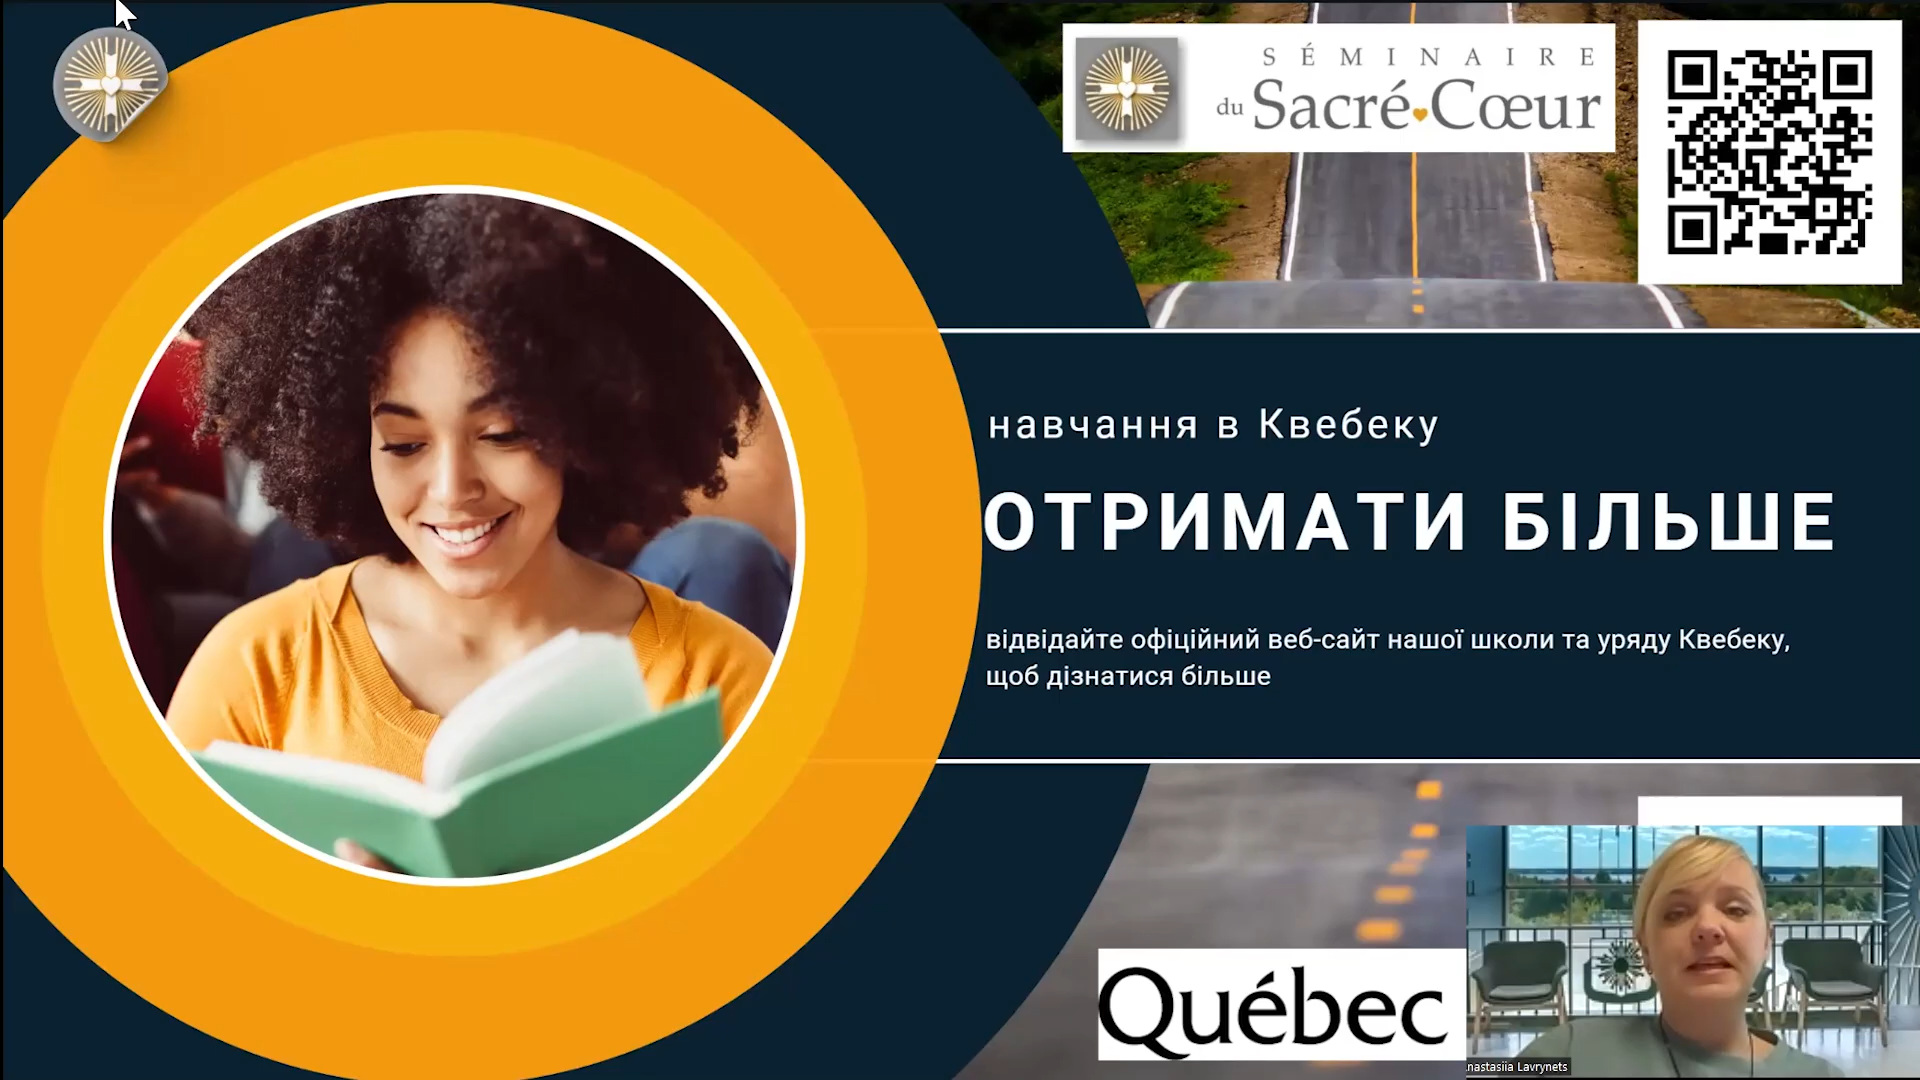 SÉMINAIRE
du Sacré Cœur
навчання в Квебеку
ОТРИМАТИ БІЛЬШЕ
відвідайте офіційний веб-сайт нашої школи та уряду Квебеку,
щоб дізнатися більше
Québec
nastasiia Lavrynets